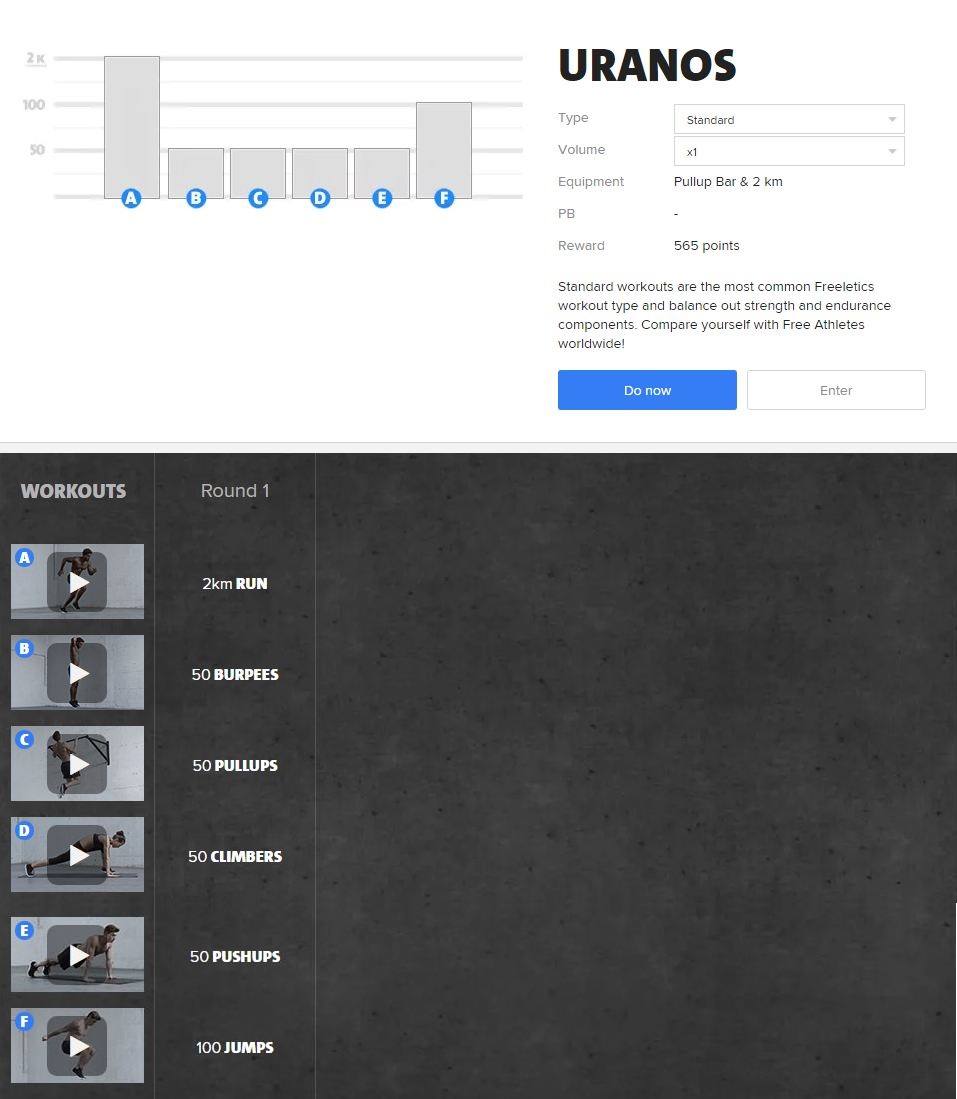 2K
100
50
A B C D E F
URANOS
Type Standard
Volume x1
Equipment Pullup Bar & 2 km
PB -
Reward 565 points
Standard workouts are the most common Freeletics
workout type and balance out strength and endurance
components. Compare yourself with Free Athletes
worldwide!
Do now Enter
WORKOUTS Round 1
A 2km RUN
B 50 BURPEES
C 50 PULLUPS
D 50 CLIMBERS
E 50 PUSHUPS
F 100 JUMPS